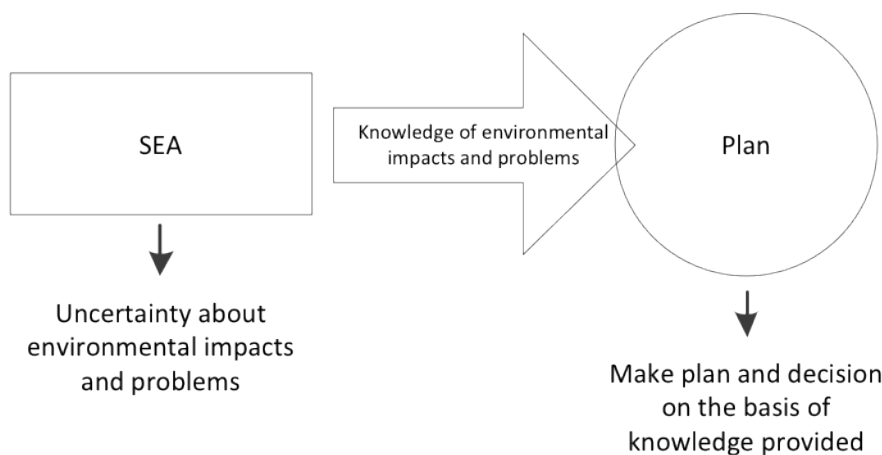 SEA
Knowledge of environmental
impacts and problems
Plan
Uncertainty about
environmental impacts
and problems
Make plan and decision
on the basis of
knowledge provided